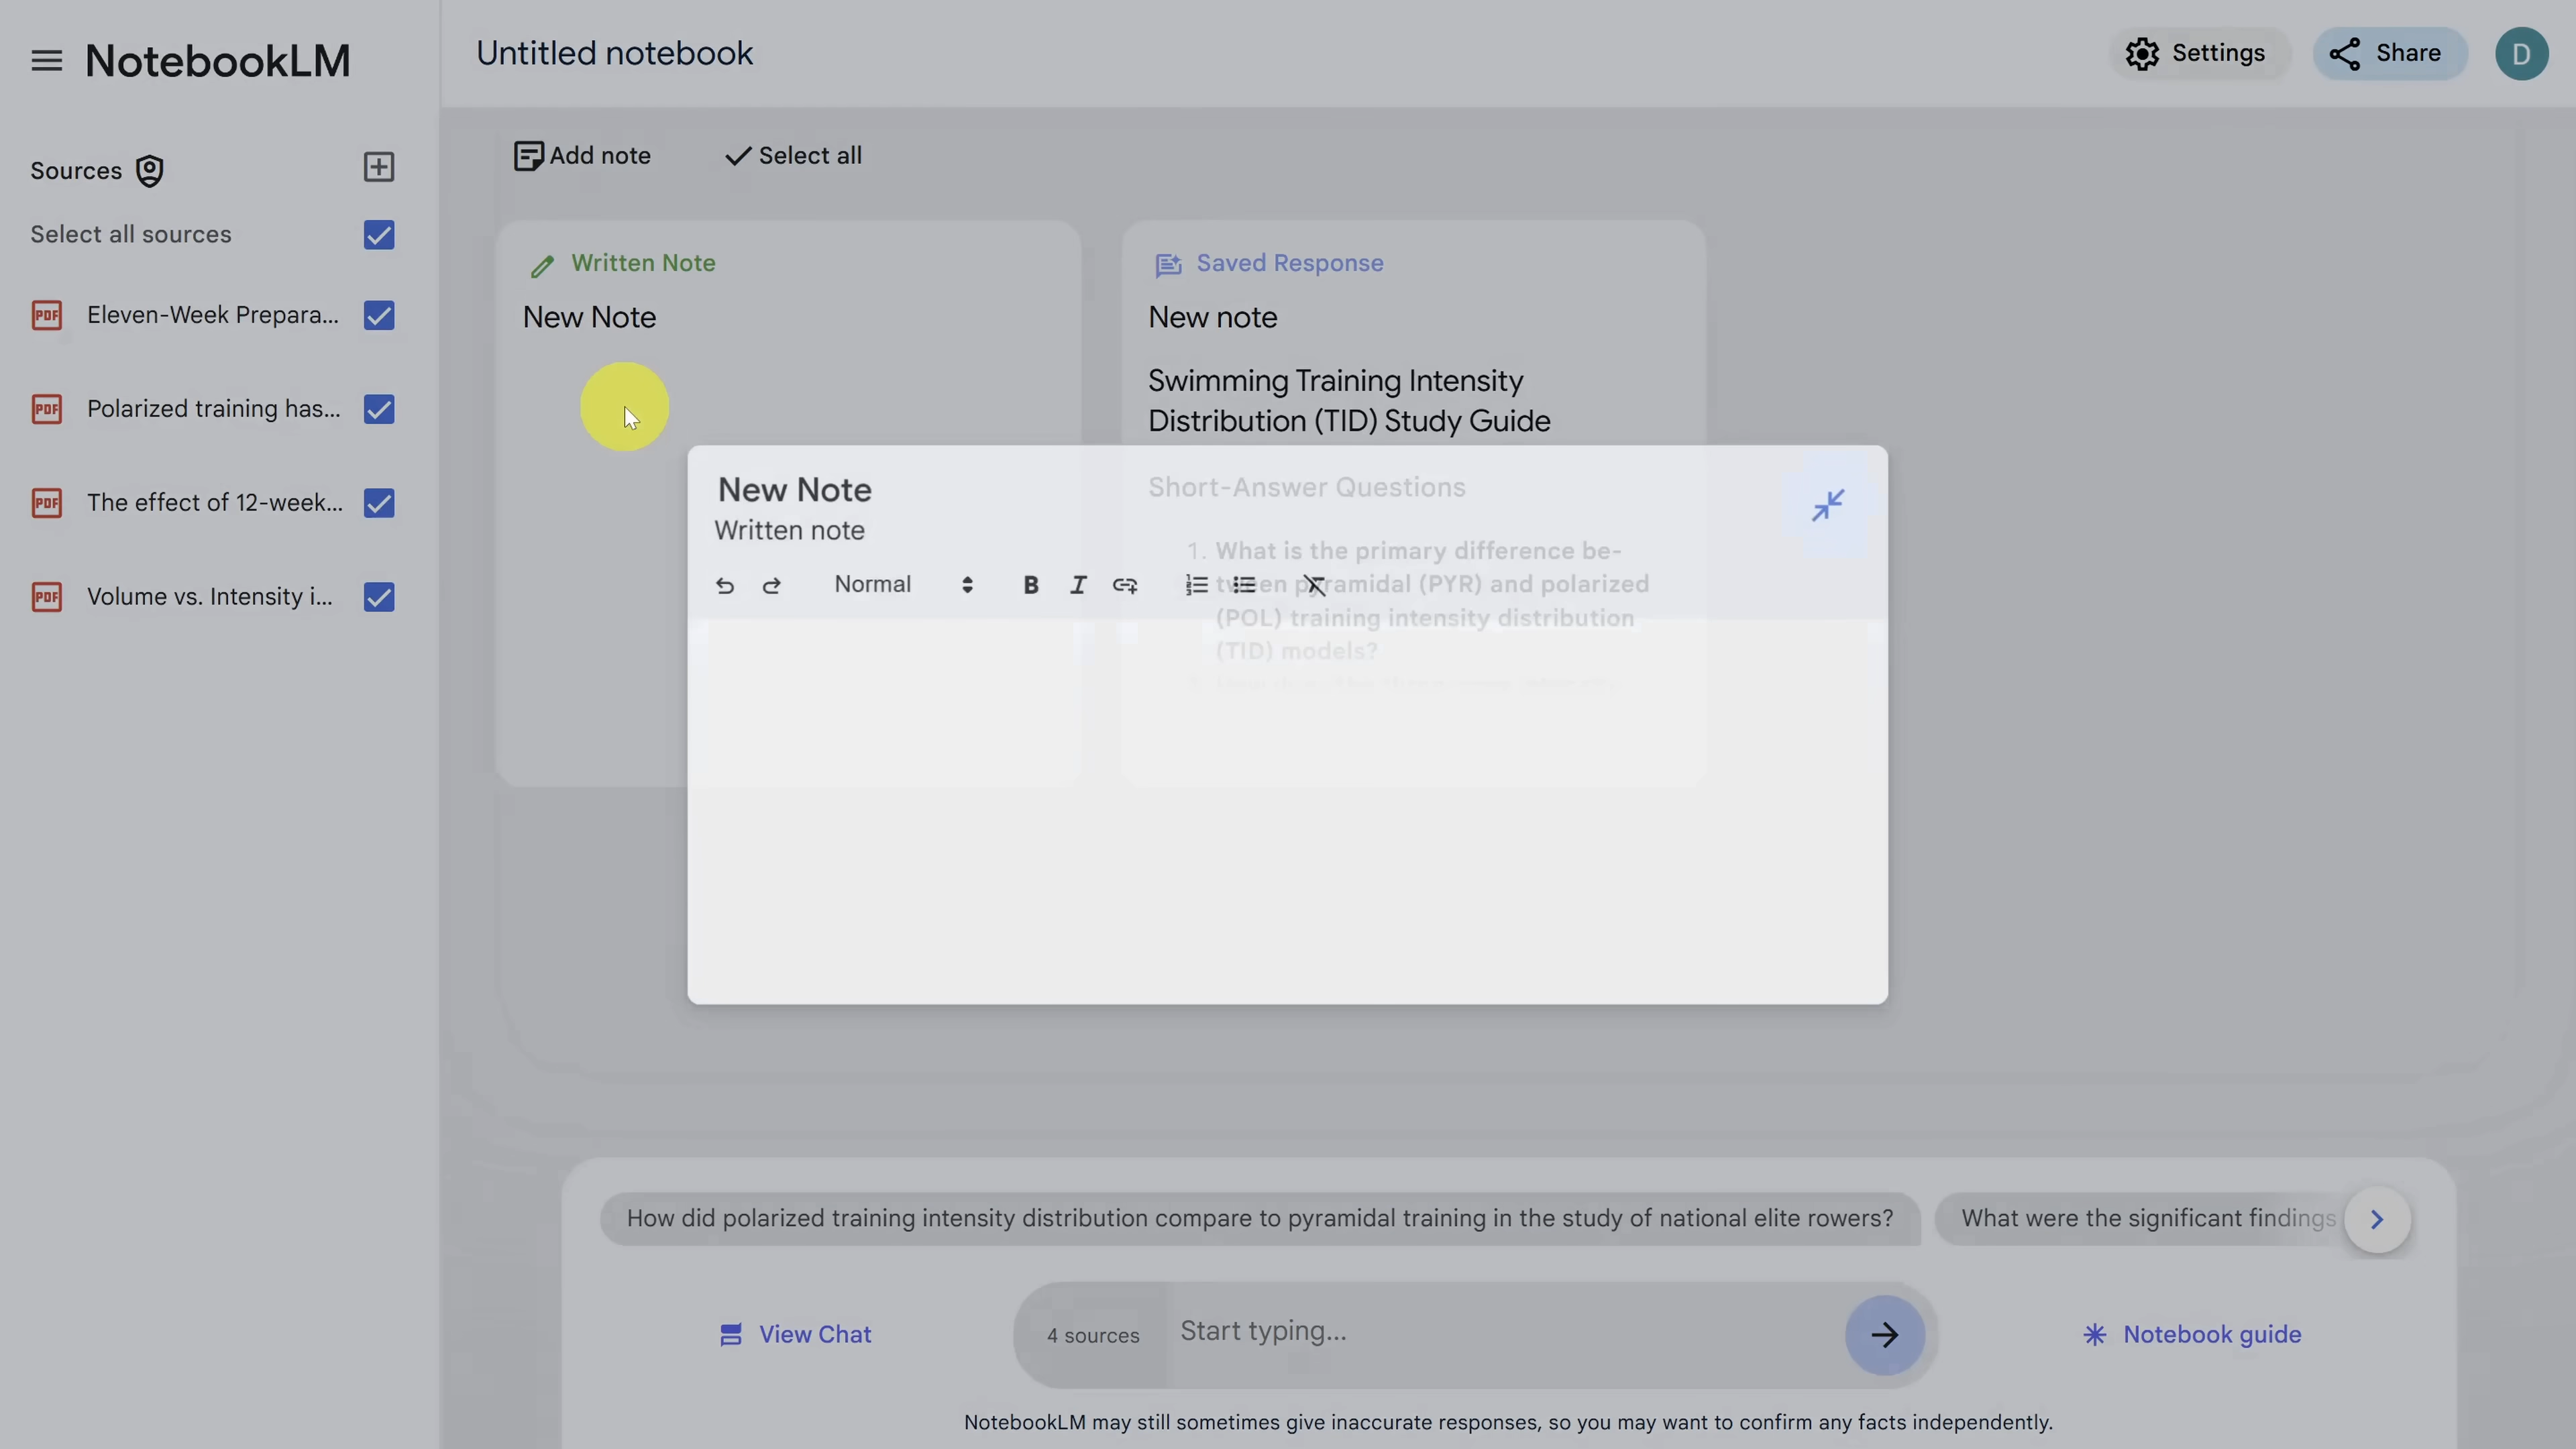 NotebookLM
Untitled notebook
Settings
Share
D
Sources
Select all sources
PDF Eleven-Week Prepara...
PDF Polarized training has...
PDF The effect of 12-week...
PDF Volume vs. Intensity i...
Add note
Select all
Written Note
New Note
Saved Response
New note
Swimming Training Intensity
Distribution (TID) Study Guide
Short-Answer Questions
1. What is the primary difference be-
tween pyramidal (PYR) and polarized
(POL) training intensity distribution
(TID) models?
New Note
Written note
Normal
B I
How did polarized training intensity distribution compare to pyramidal training in the study of national elite rowers?
What were the significant findings
View Chat
4 sources
Start typing...
Notebook guide
NotebookLM may still sometimes give inaccurate responses, so you may want to confirm any facts independently.